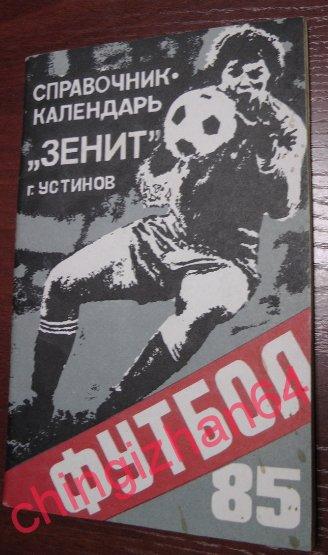 СПРАВОЧНИК•
КАЛЕНДАРЬ
„ЗЕНИТ”
г. УСТИНОВ
ФУТБОЛ
85
chingizhan64